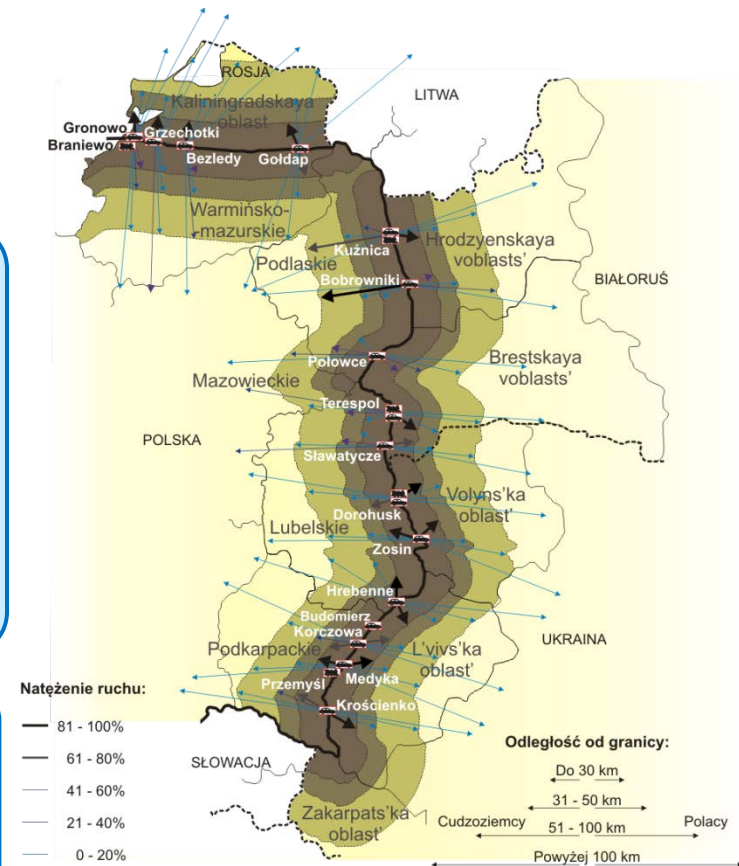 ROSJA
LITWA
Kaliningradskaya
oblast
Gronowo
Grzechotki
Braniewo
Bezledy
Gołdap
Warmińsko-
mazurskie
Podlaskie
Kuźnica
Hrodzyenskaya
voblasts'
Bobrowniki
BIAŁORUŚ
Połowce
Brestskaya
voblasts'
Mazowieckie
Terespol
POLSKA
Sławatycze
Dorohusk
Volyns'ka
oblast'
Lubelskie
Zosin
Hrebenne
Budomierz
Korczowa
Podkarpackie
L'vivs'ka
oblast'
UKRAINA
Przemyśl
Medyka
Krościenko
SŁOWACJA
Zakarpats'ka
oblast'
Natężenie ruchu:
81 - 100%
61 - 80%
41 - 60%
21 - 40%
0 - 20%
Odległość od granicy:
Do 30 km
31 - 50 km
Cudzoziemcy
Polacy
51 - 100 km
Powyżej 100 km